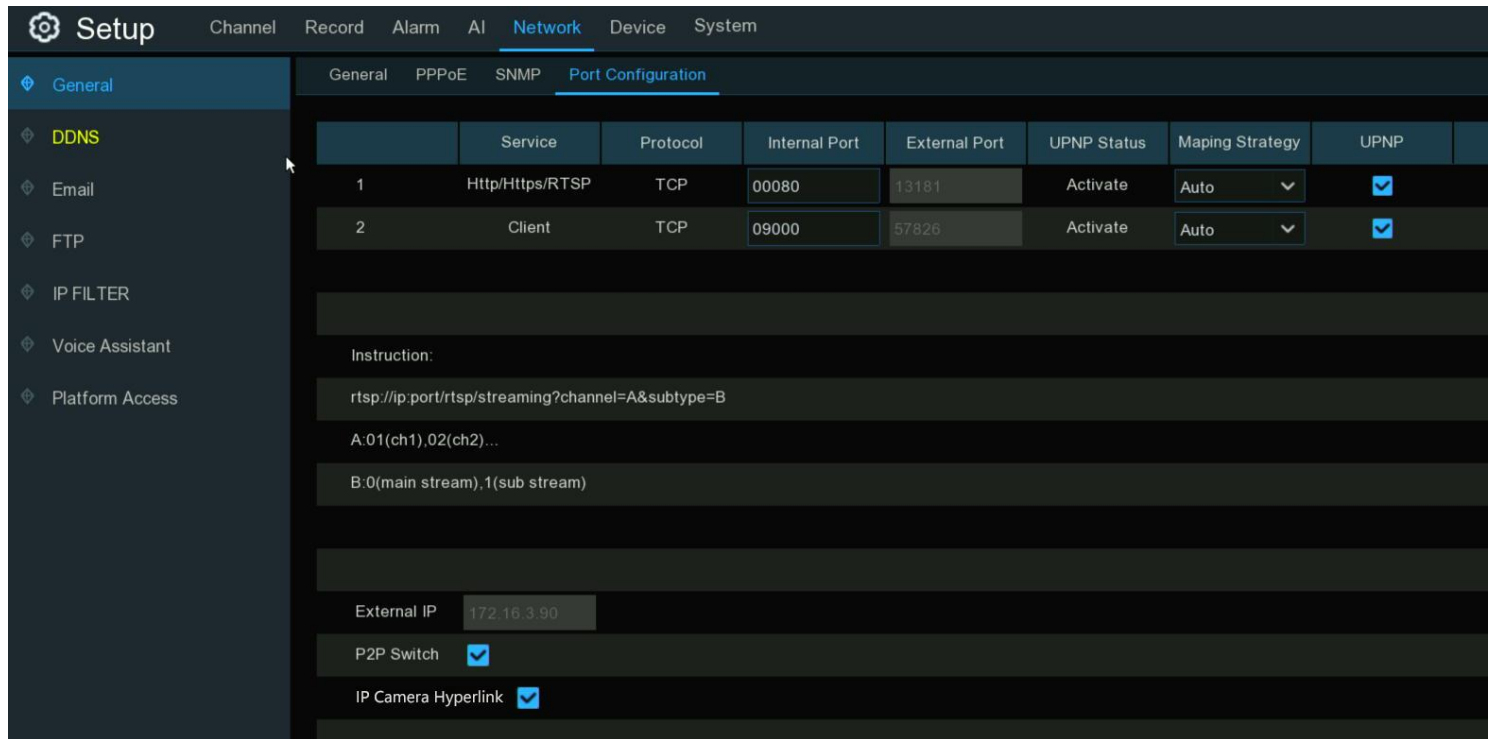 Setup Channel Record Alarm AI Network Device System
General General PPPoE SNMP Port Configuration
DDNS
Email
FTP
IP FILTER
Voice Assistant
Platform Access
Service Protocol Internal Port External Port UPNP Status Maping Strategy UPNP
1 Http/Https/RTSP TCP 00080 13181 Activate Auto
2 Client TCP 09000 57826 Activate Auto
Instruction:
rtsp://ip:port/rtsp/streaming?channel=A&subtype=B
A:01(ch1),02(ch2)...
B:0(main stream),1(sub stream)
External IP 172.16.3.90
P2P Switch
IP Camera Hyperlink